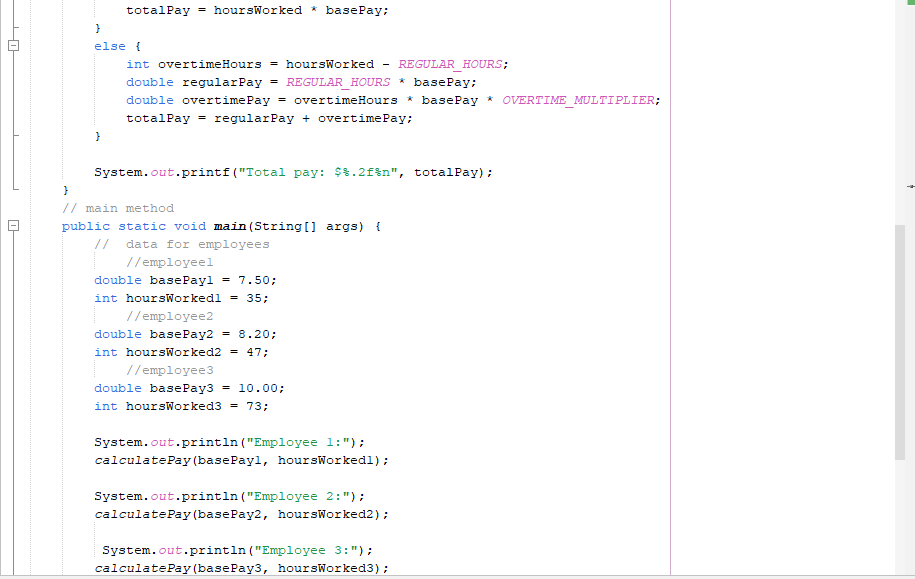 totalPay = hoursWorked * basePay;
}
else {
int overtimeHours = hoursWorked - REGULAR_HOURS;
double regularPay = REGULAR_HOURS * basePay;
double overtimePay = overtimeHours * basePay * OVERTIME_MULTIPLIER;
totalPay = regularPay + overtimePay;
}
System.out.printf("Total pay: $%.2f%n", totalPay);
}
// main method
public static void main(String[] args) {
//  data for employees
//employee1
double basePay1 = 7.50;
int hoursWorked1 = 35;
//employee2
double basePay2 = 8.20;
int hoursWorked2 = 47;
//employee3
double basePay3 = 10.00;
int hoursWorked3 = 73;
System.out.println("Employee 1:");
calculatePay(basePay1, hoursWorked1);
System.out.println("Employee 2:");
calculatePay(basePay2, hoursWorked2);
System.out.println("Employee 3:");
calculatePay(basePay3, hoursWorked3);